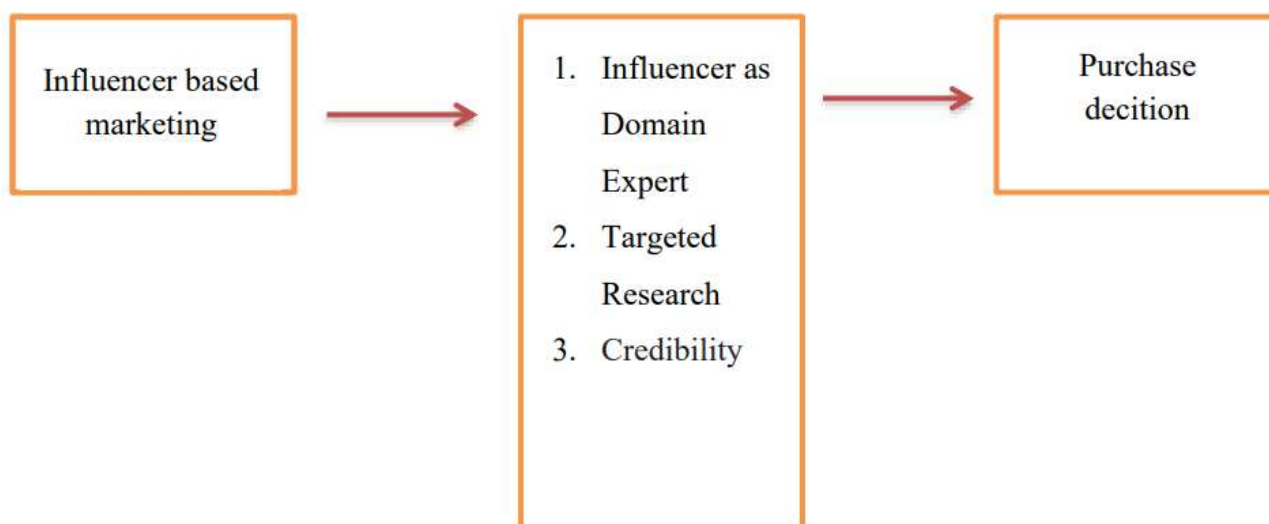 Influencer based
marketing
1. Influencer as
Domain
Expert
2. Targeted
Research
3. Credibility
Purchase
decition